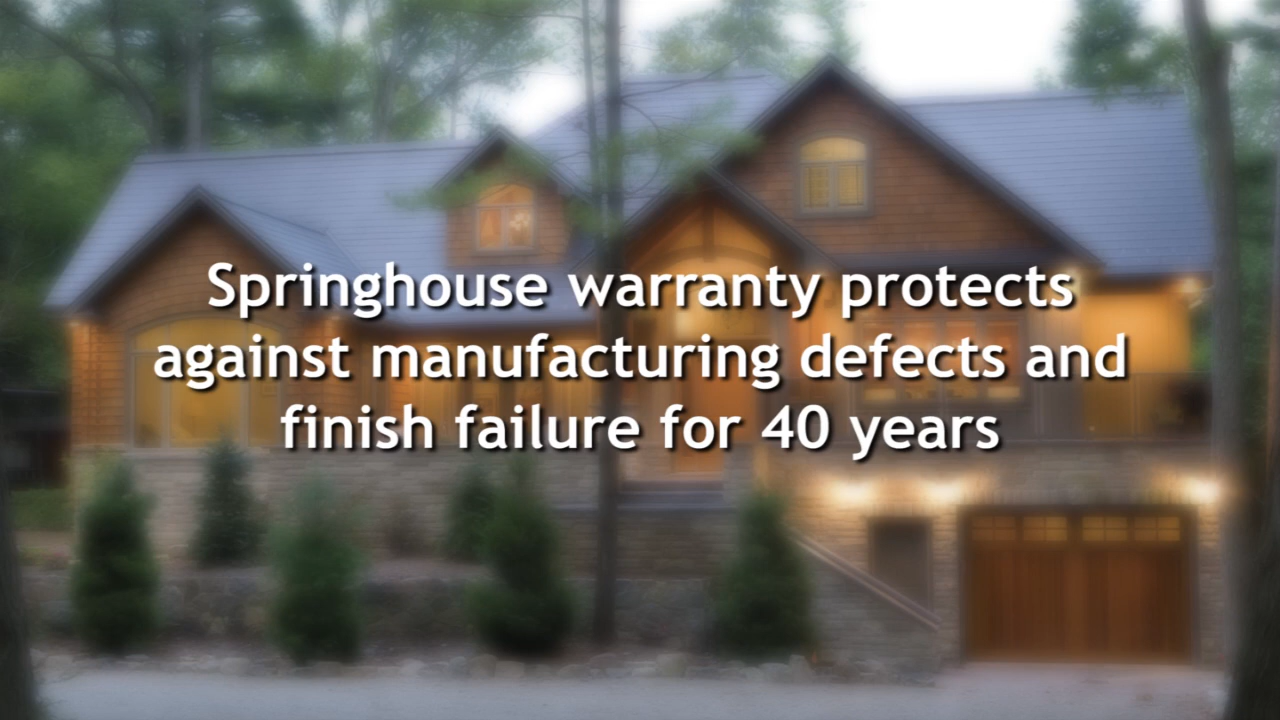 Springhouse warranty protects
against manufacturing defects and
finish failure for 40 years